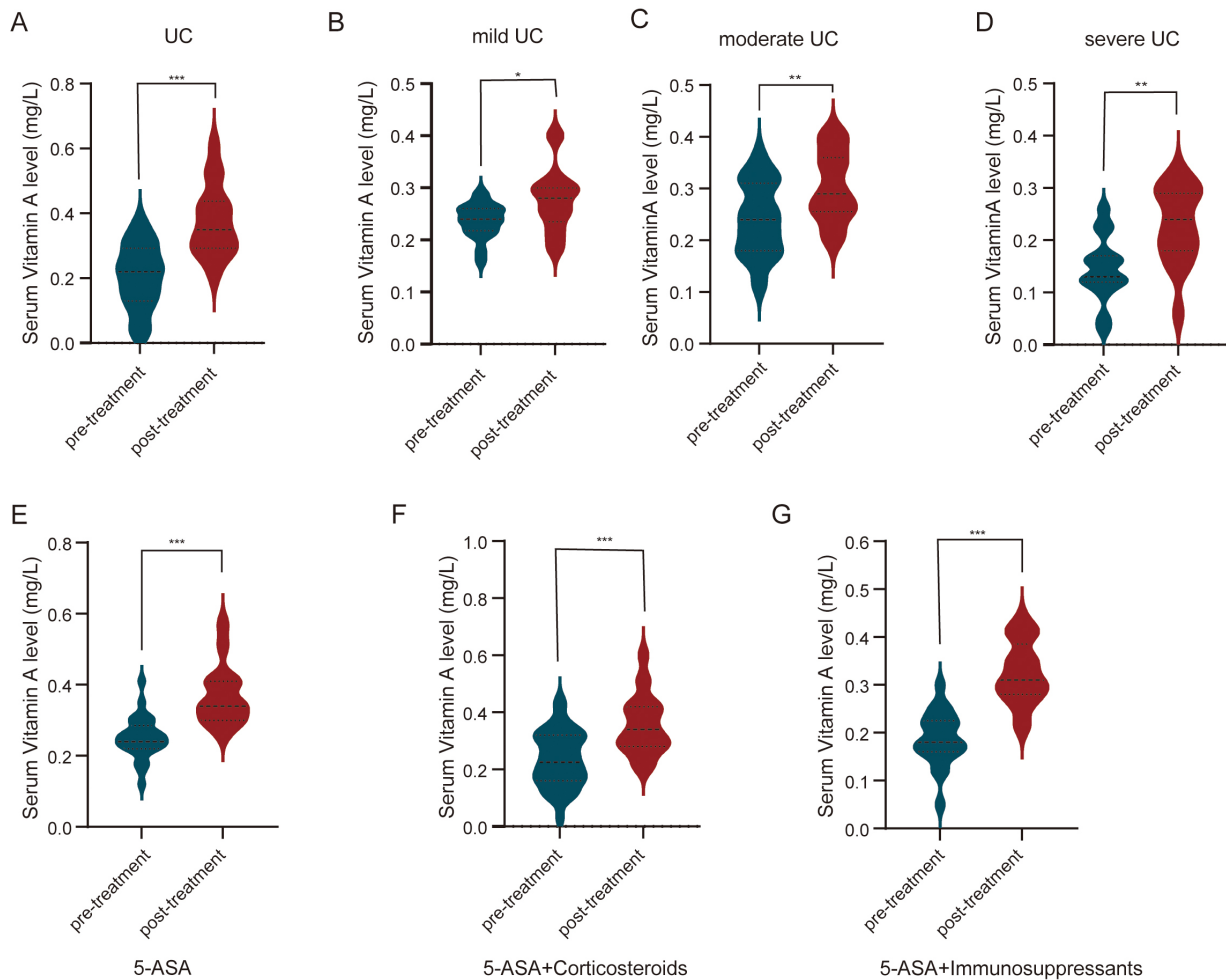 A
UC
Serum Vitamin A level (mg/L)
0.8
0.6
0.4
0.2
0.0
***
pre-treatment
post-treatment
B
mild UC
Serum Vitamin A level (mg/L)
0.5
0.4
0.3
0.2
0.1
0.0
*
pre-treatment
post-treatment
C
moderate UC
Serum VitaminA level (mg/L)
0.5
0.4
0.3
0.2
0.1
0.0
**
pre-treatment
post-treatment
D
severe UC
Serum VitaminA level (mg/L)
0.5
0.4
0.3
0.2
0.1
0.0
**
pre-treatment
post-treatment
E
Serum Vitamin A level (mg/L)
0.8
0.6
0.4
0.2
0.0
***
pre-treatment
post-treatment
5-ASA
F
Serum Vitamin A level (mg/L)
1.0
0.8
0.6
0.4
0.2
0.0
***
pre-treatment
post-treatment
5-ASA+Corticosteroids
G
Serum Vitamin A level (mg/L)
0.6
0.5
0.4
0.3
0.2
0.1
0.0
***
pre-treatment
post-treatment
5-ASA+Immunosuppressants